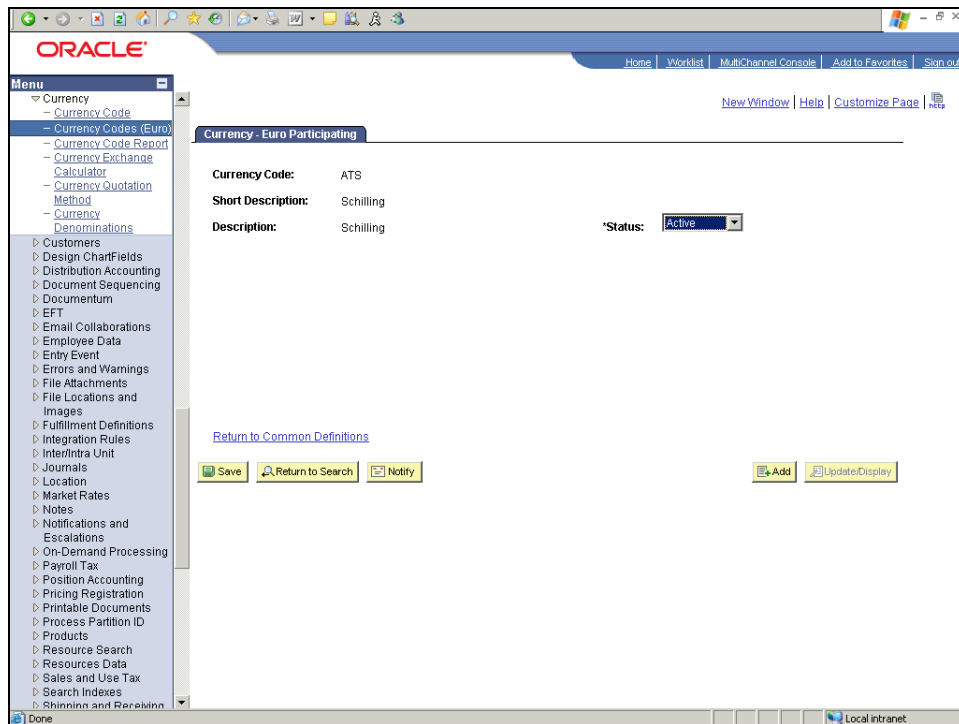 ORACLE'
Home | Worklist | MultiChannel Console | Add to Favorites | Sign out
Menu
Currency
– Currency Code
– Currency Codes (Euro)
– Currency Code Report
– Currency Exchange
Calculator
– Currency Quotation
Method
– Currency
Denominations
Customers
Design ChartFields
Distribution Accounting
Document Sequencing
Documentum
EFT
Email Collaborations
Employee Data
Entry Event
Errors and Warnings
File Attachments
File Locations and
Images
Fulfillment Definitions
Integration Rules
Inter/Intra Unit
Journals
Location
Market Rates
Notes
Notifications and
Escalations
On-Demand Processing
Payroll Tax
Position Accounting
Pricing Registration
Printable Documents
Process Partition ID
Products
Resource Search
Resources Data
Sales and Use Tax
Search Indexes
Shipping and Receiving
New Window | Help | Customize Page | http
Currency - Euro Participating
Currency Code: ATS
Short Description: Schilling
Description: Schilling *Status: Active
Return to Common Definitions
Save Return to Search Notify Add Update/Display
Done Local intranet